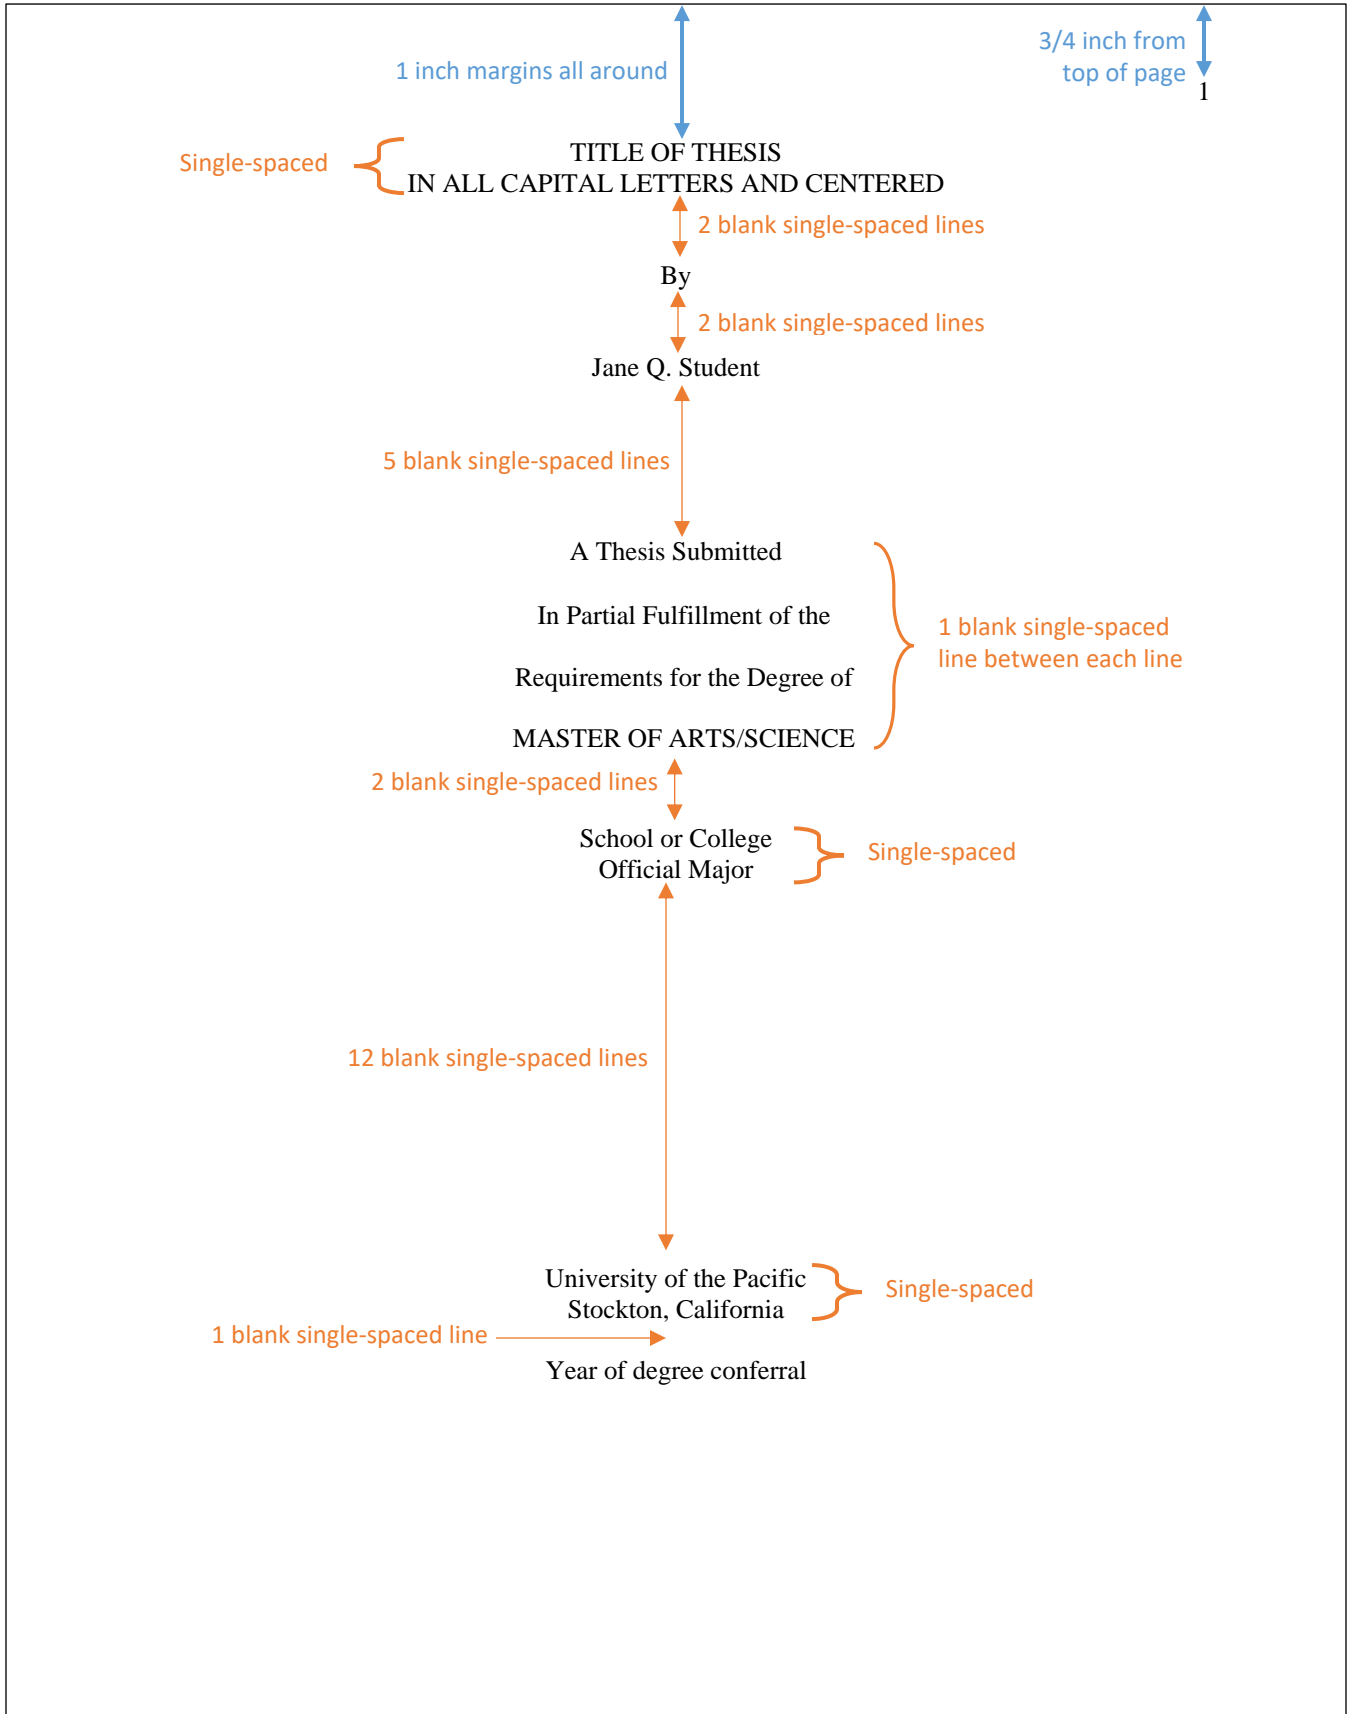 1 inch margins all around
3/4 inch from
top of page
1
Single-spaced
TITLE OF THESIS
IN ALL CAPITAL LETTERS AND CENTERED
2 blank single-spaced lines
By
2 blank single-spaced lines
Jane Q. Student
5 blank single-spaced lines
A Thesis Submitted
In Partial Fulfillment of the
Requirements for the Degree of
MASTER OF ARTS/SCIENCE
1 blank single-spaced
line between each line
2 blank single-spaced lines
School or College
Official Major
Single-spaced
12 blank single-spaced lines
University of the Pacific
Stockton, California
Single-spaced
1 blank single-spaced line
Year of degree conferral